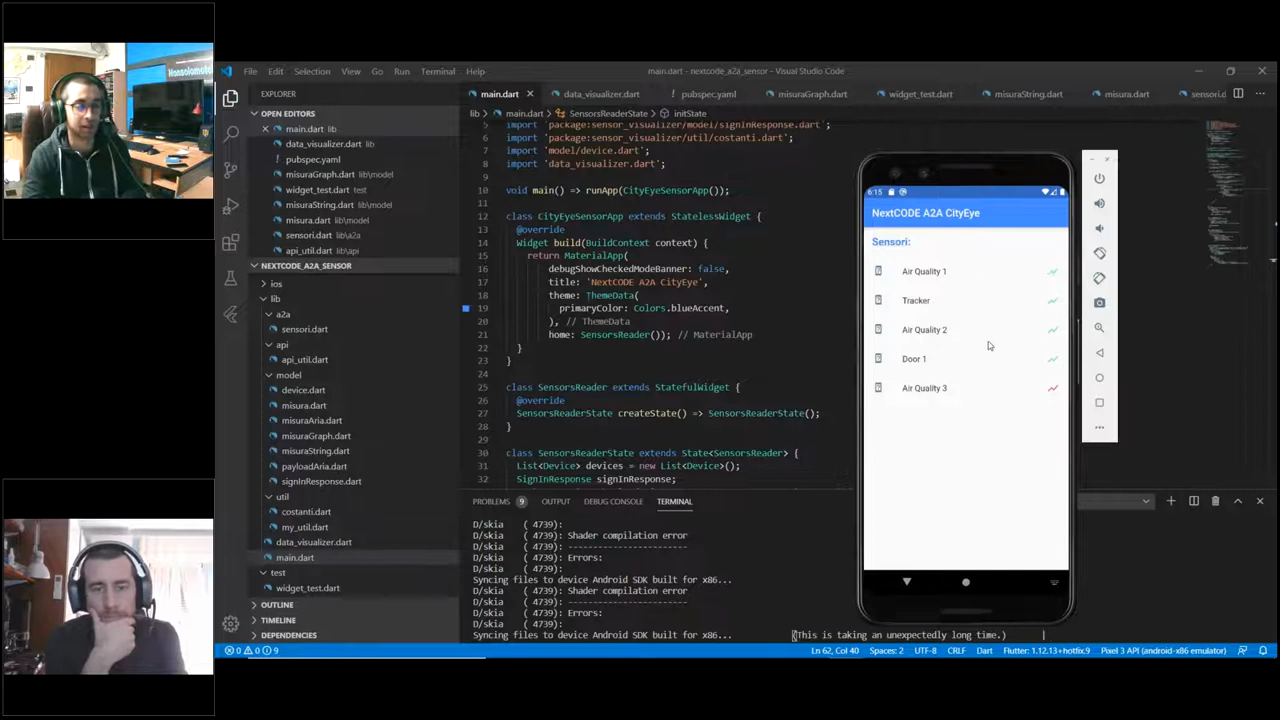 Nonsolomote
File Edit Selection View Go Run Terminal Help
main.dart - nextcode_a2a_sensor - Visual Studio Code
EXPLORER
OPEN EDITORS
main.dart lib
data_visualizer.dart lib
pubspec.yaml
misuraGraph.dart lib\model
widget_test.dart test
misuraString.dart lib\model
misura.dart lib\model
sensori.dart lib\a2a
api_util.dart lib\api
NEXTCODE_A2A_SENSOR
ios
lib
a2a
sensori.dart
api
api_util.dart
model
device.dart
misura.dart
misuraAria.dart
misuraGraph.dart
misuraString.dart
payloadAria.dart
signInResponse.dart
util
costanti.dart
my_util.dart
data_visualizer.dart
main.dart
test
widget_test.dart
OUTLINE
TIMELINE
DEPENDENCIES
main.dart data_visualizer.dart pubspec.yaml misuraGraph.dart widget_test.dart misuraString.dart misura.dart sensori.d
lib > main.dart > SensorsReaderState > initState
5 import 'package:sensor_visualizer/model/signInResponse.dart';
6 import 'package:sensor_visualizer/util/costanti.dart';
7 import 'model/device.dart';
8 import 'data_visualizer.dart';
10 void main() => runApp(CityEyeSensorApp());
11
12 class CityEyeSensorApp extends StatelessWidget {
13 @override
14 Widget build(BuildContext context) {
15 return MaterialApp(
16 debugShowCheckedModeBanner: false,
17 title: 'NextCODE A2A CityEye',
18 theme: ThemeData(
19 primaryColor: Colors.blueAccent,
20 ), // ThemeData
21 home: SensorsReader()); // MaterialApp
22 }
23 }
24
25 class SensorsReader extends StatefulWidget {
26 @override
27 SensorsReaderState createState() => SensorsReaderState();
28 }
29
30 class SensorsReaderState extends State<SensorsReader> {
31 List<Device> devices = new List<Device>();
32 SignInResponse signInResponse;
PROBLEMS 9 OUTPUT DEBUG CONSOLE TERMINAL
D/skia ( 4739):
D/skia ( 4739): Shader compilation error
D/skia ( 4739): ------------------------
D/skia ( 4739): Errors:
D/skia ( 4739):
Syncing files to device Android SDK built for x86...
D/skia ( 4739): Shader compilation error
D/skia ( 4739): ------------------------
D/skia ( 4739): Errors:
D/skia ( 4739):
Syncing files to device Android SDK built for x86... (This is taking an unexpectedly long time.)
6:15
NextCODE A2A CityEye
Sensori:
Air Quality 1
Tracker
Air Quality 2
Door 1
Air Quality 3
0 0 9 Ln 62, Col 40 Spaces: 2 UTF-8 CRLF Dart Flutter: 1.12.13+hotfix.9 Pixel 3 API (android-x86 emulator)